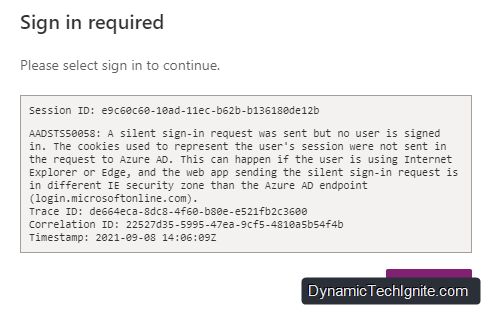 Sign in required
Please select sign in to continue.
Session ID: e9c60c60-10ad-11ec-b62b-b136180de12b
AADSTS50058: A silent sign-in request was sent but no user is signed
in. The cookies used to represent the user's session were not sent in
the request to Azure AD. This can happen if the user is using Internet
Explorer or Edge, and the web app sending the silent sign-in request is
in different IE security zone than the Azure AD endpoint
(login.microsoftonline.com).
Trace ID: de664eca-8dc8-4f60-b80e-e521fb2c3600
Correlation ID: 22527d35-5995-47ea-9cf5-4810a5b54f4b
Timestamp: 2021-09-08 14:06:09Z
DynamicTechIgnite.com